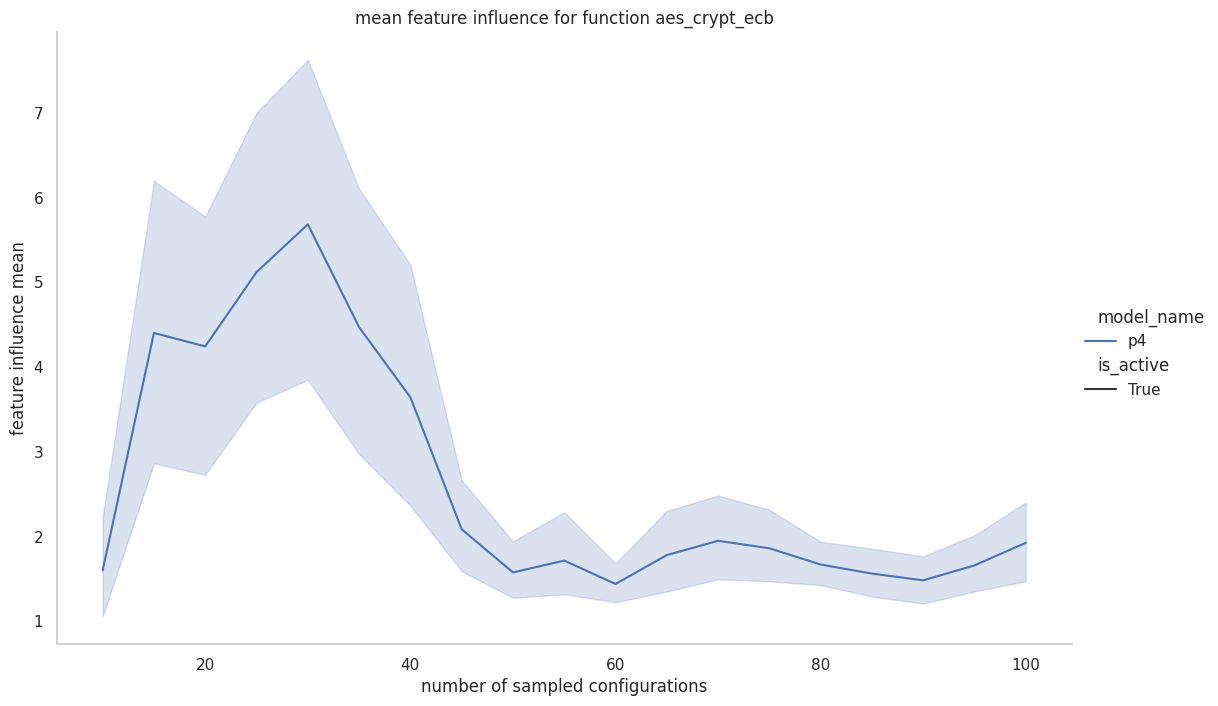 mean feature influence for function aes_crypt_ecb
7
6
5
4
3
2
1
feature influence mean
20
40
60
80
100
number of sampled configurations
model_name
p4
is_active
True